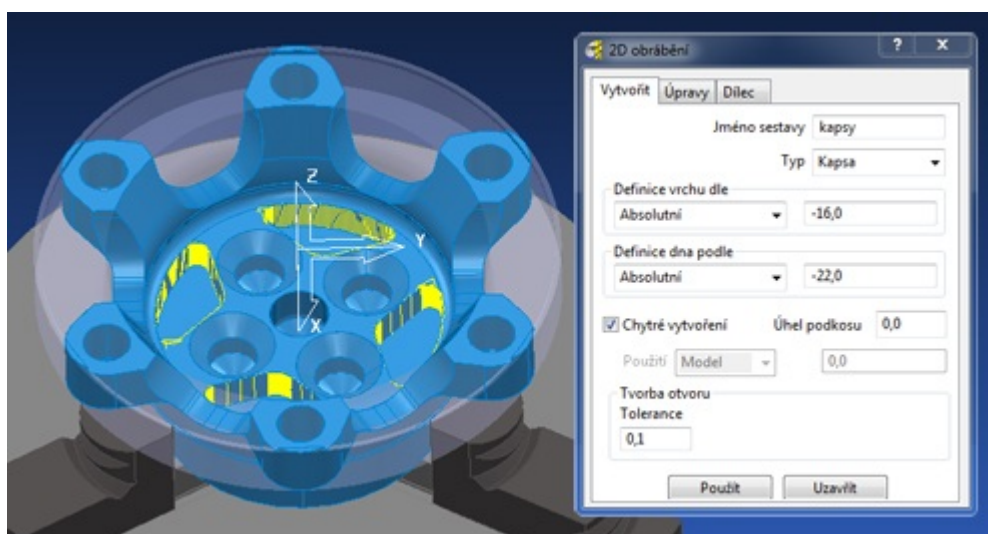 2D obrábění
? x
Vytvořit Úpravy Dílec
Jméno sestavy kapsy
Typ Kapsa
Definice vrchu dle
Absolutní -16,0
Definice dna podle
Absolutní -22,0
Chytré vytvoření Úhel podkosu 0,0
Použití Model 0,0
Tvorba otvoru
Tolerance
0,1
Použít Uzavřít
Z
Y
X